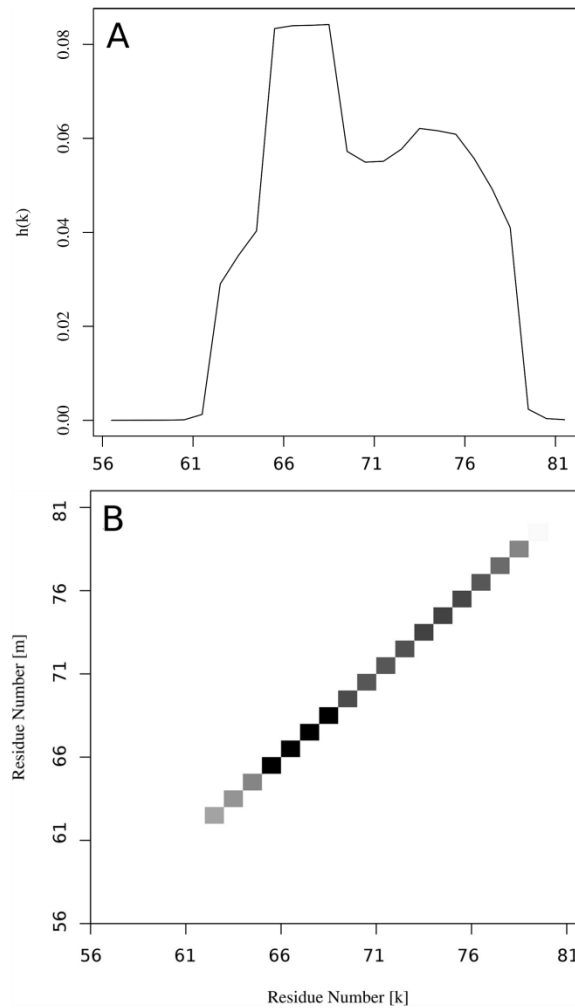 A
h(k)
0.08
0.06
0.04
0.02
0.00
56 61 66 71 76 81
B
Residue Number [m]
81
76
71
66
61
56
56 61 66 71 76 81
Residue Number [k]